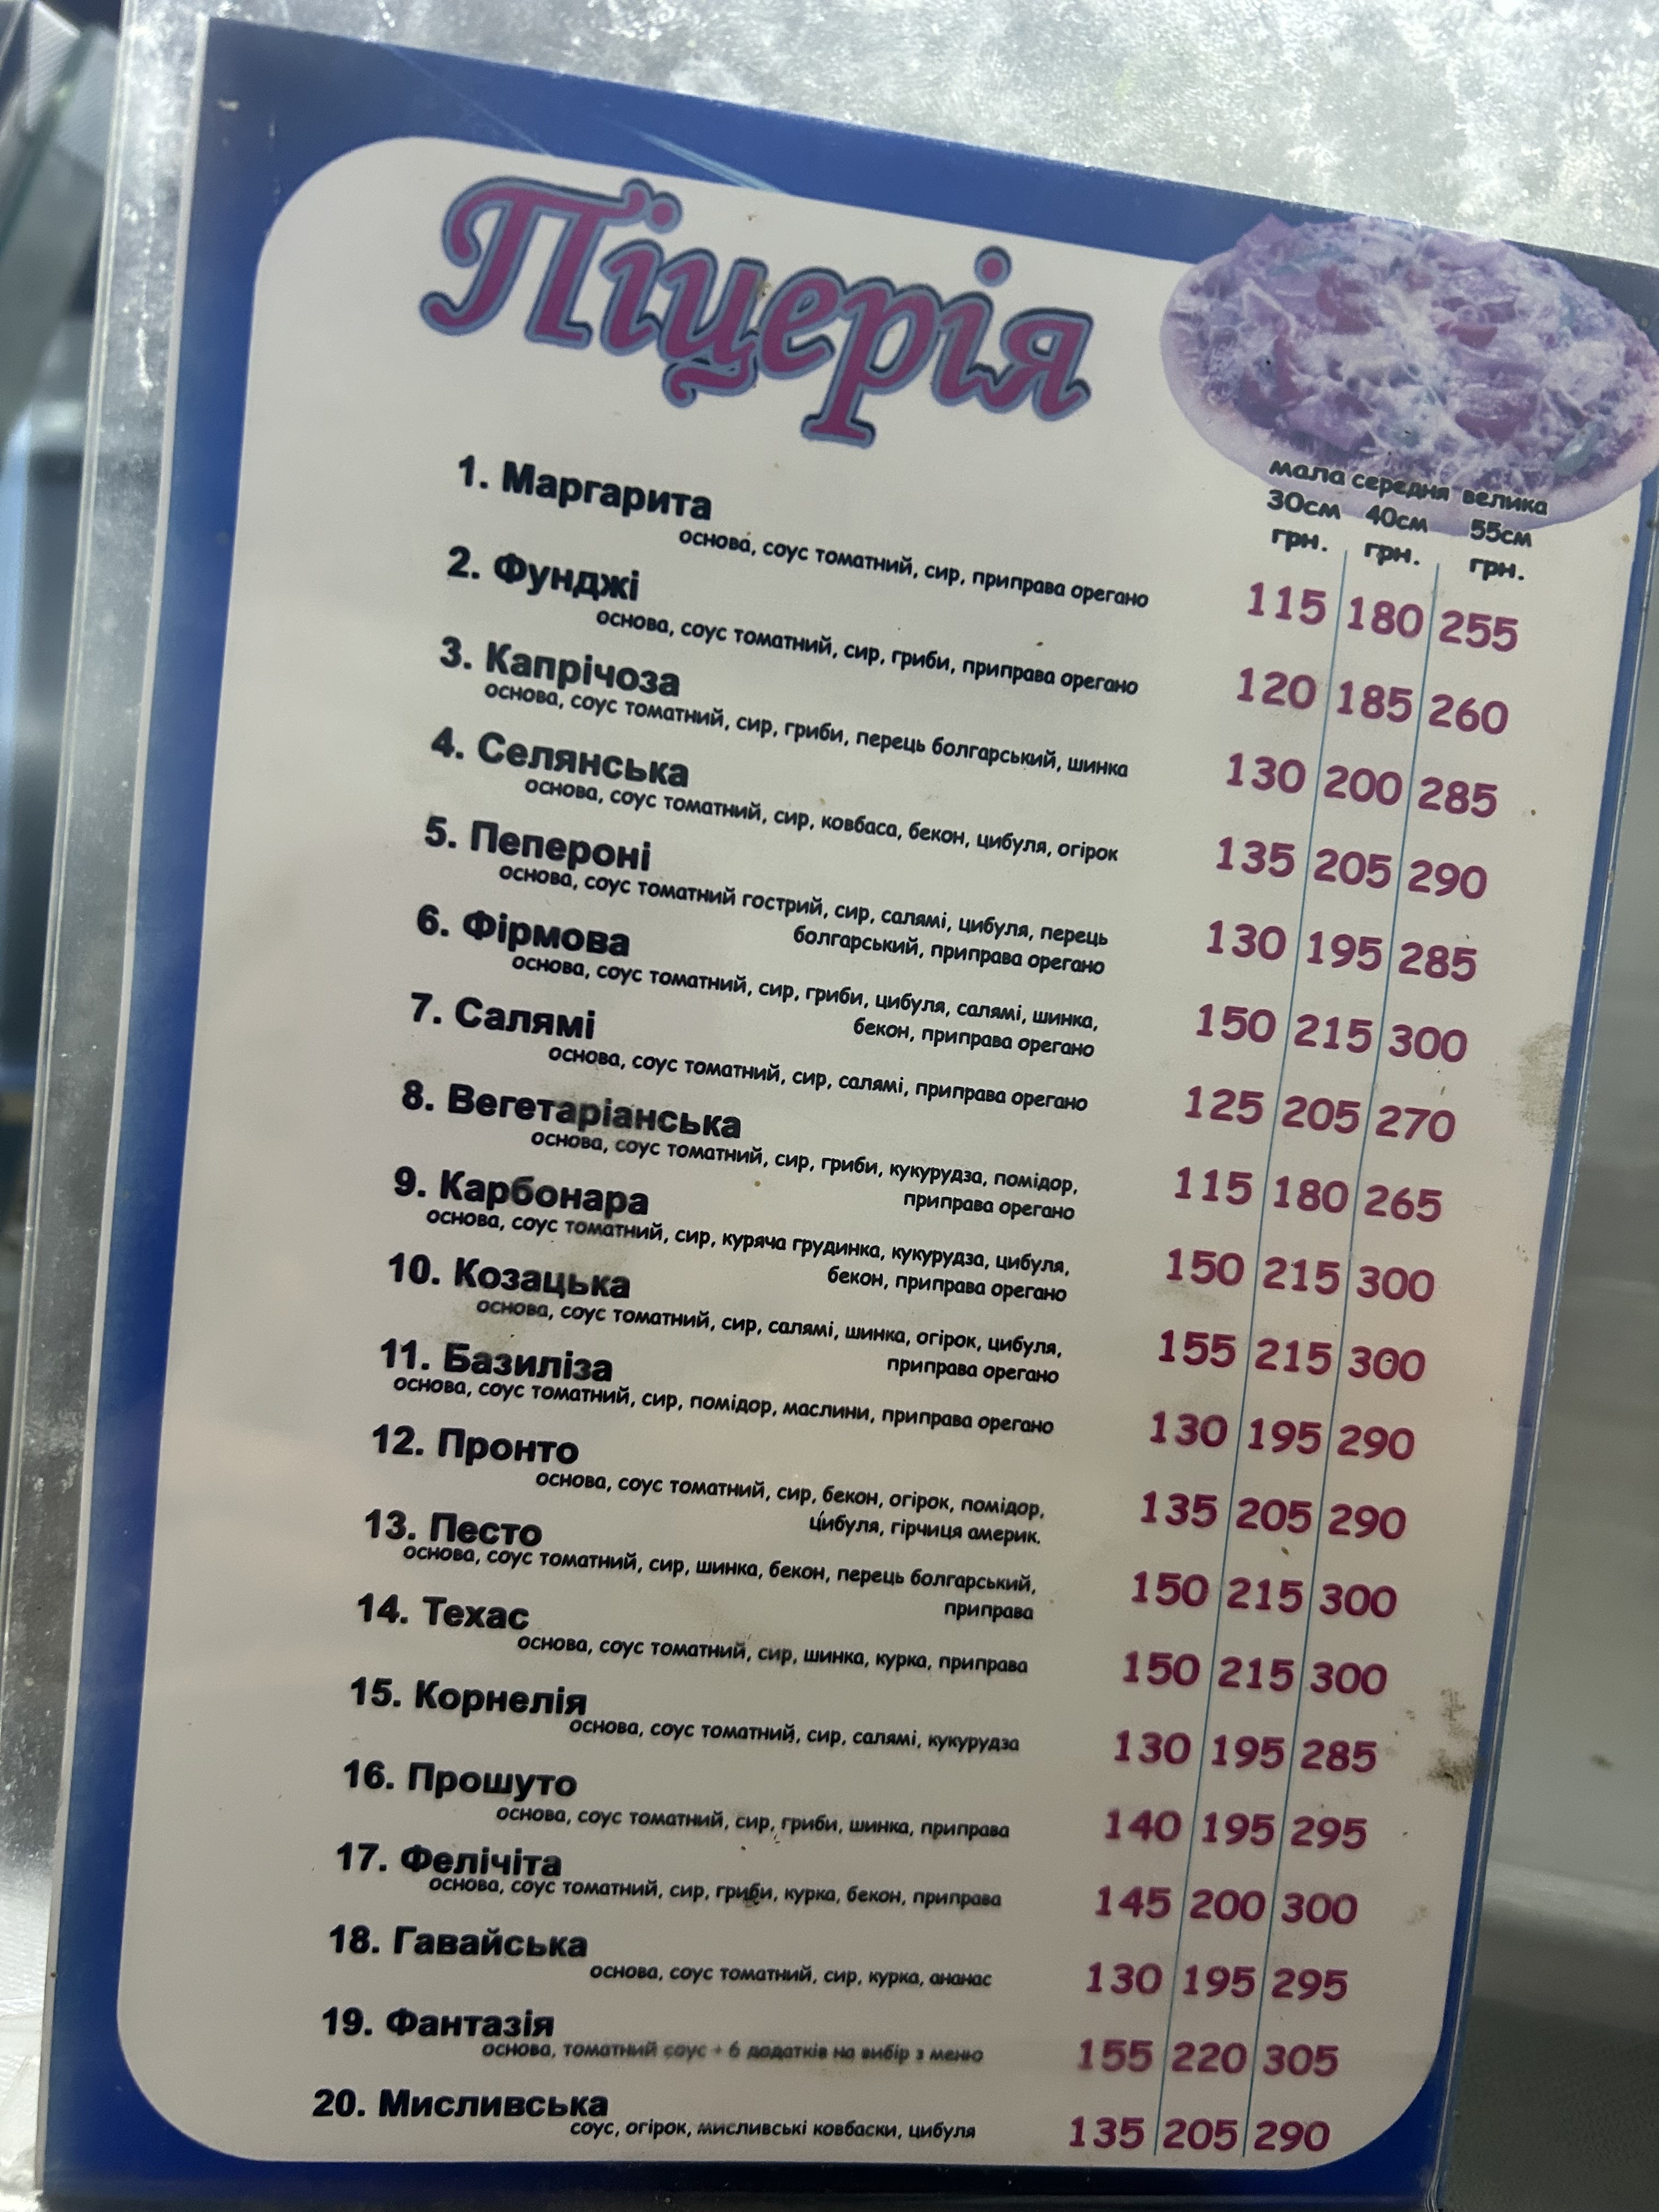 Піцерія
мала середня велика
30см 40см 55см
грн. грн. грн.
1. Маргарита
основа, соус томатний, сир, приправа орегано
115 180 255
2. Фунджі
основа, соус томатний, сир, гриби, приправа орегано
120 185 260
3. Капрічоза
основа, соус томатний, сир, гриби, перець болгарський, шинка
130 200 285
4. Селянська
основа, соус томатний, сир, ковбаса, бекон, цибуля, огірок
135 205 290
5. Пепероні
основа, соус томатний гострий, сир, салямі, цибуля, перець
болгарський, приправа орегано
130 195 285
6. Фірмова
основа, соус томатний, сир, гриби, цибуля, салямі, шинка,
бекон, приправа орегано
150 215 300
7. Салямі
основа, соус томатний, сир, салямі, приправа орегано
125 205 270
8. Вегетаріанська
основа, соус томатний, сир, гриби, кукурудза, помідор,
приправа орегано
115 180 265
9. Карбонара
основа, соус томатний, сир, куряча грудинка, кукурудза, цибуля,
бекон, приправа орегано
150 215 300
10. Козацька
основа, соус томатний, сир, салямі, шинка, огірок, цибуля,
приправа орегано
155 215 300
11. Базиліза
основа, соус томатний, сир, помідор, маслини, приправа орегано
130 195 290
12. Пронто
основа, соус томатний, сир, бекон, огірок, помідор,
цибуля, гірчиця америк.
135 205 290
13. Песто
основа, соус томатний, сир, шинка, бекон, перець болгарський,
приправа
150 215 300
14. Техас
основа, соус томатний, сир, шинка, курка, приправа
150 215 300
15. Корнелія
основа, соус томатний, сир, салямі, кукурудза
130 195 285
16. Прошуто
основа, соус томатний, сир, гриби, шинка, приправа
140 195 295
17. Фелічіта
основа, соус томатний, сир, гриби, курка, бекон, приправа
145 200 300
18. Гавайська
основа, соус томатний, сир, курка, ананас
130 195 295
19. Фантазія
основа, томатний соус + 6 додатків на вибір з меню
155 220 305
20. Мисливська
соус, огірок, мисливські ковбаски, цибуля
135 205 290